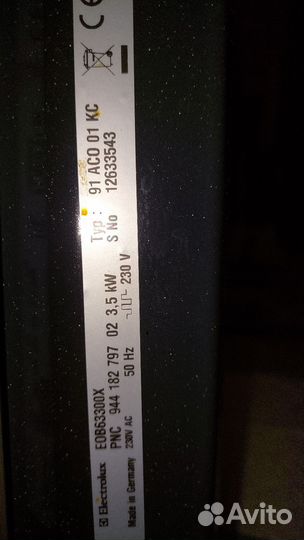 Electrolux
EOB63300X
PNC 944 182 797 02 3,5 kW
50 Hz 230 V
Made in Germany 230V AC
Typ : 91 ACO 01 KC
S No 12633543
CE
Avito